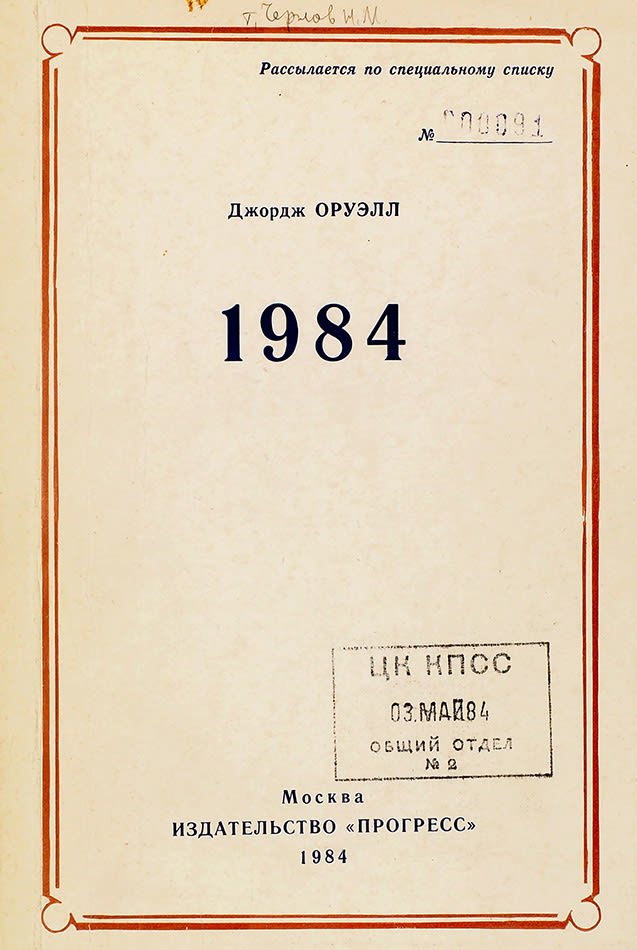 т. Чернов Н.М.
Рассылается по специальному списку
№ 000091
Джордж ОРУЭЛЛ
1984
ЦК КПСС
03.МАЙ84
ОБЩИЙ ОТДЕЛ
№ 2
Москва
ИЗДАТЕЛЬСТВО «ПРОГРЕСС»
1984